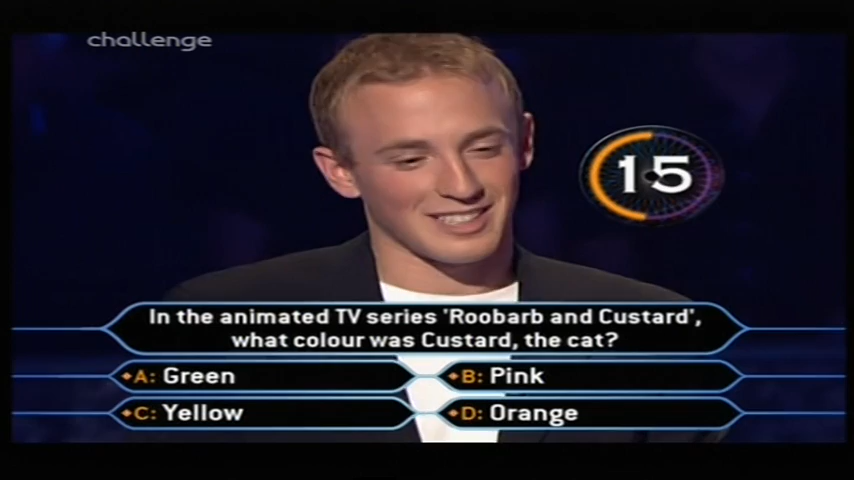 challenge
15
In the animated TV series 'Roobarb and Custard',
what colour was Custard, the cat?
A: Green
B: Pink
C: Yellow
D: Orange